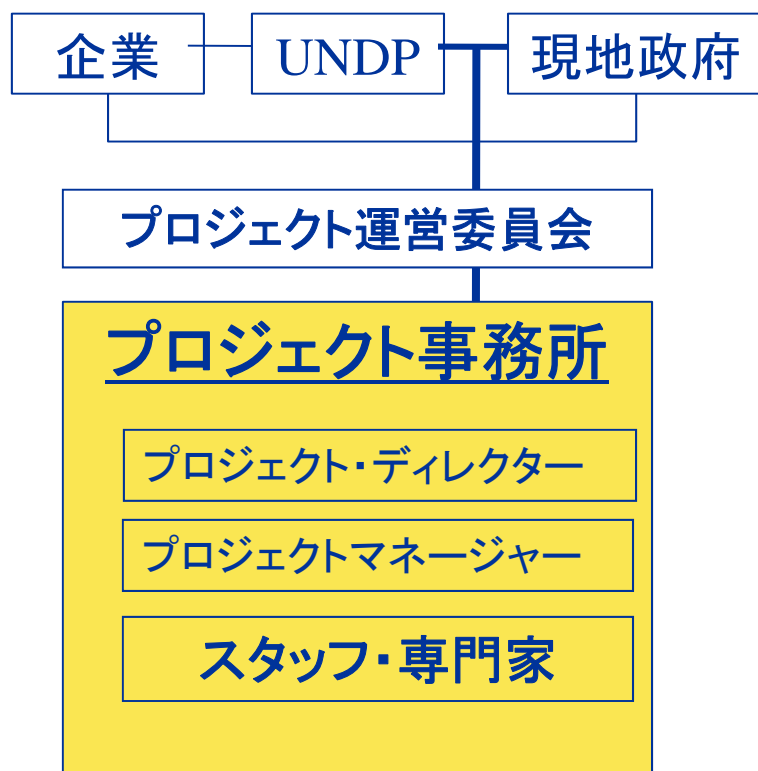 企業 UNDP 現地政府
プロジェクト運営委員会
プロジェクト事務所
プロジェクト・ディレクター
プロジェクトマネージャー
スタッフ・専門家